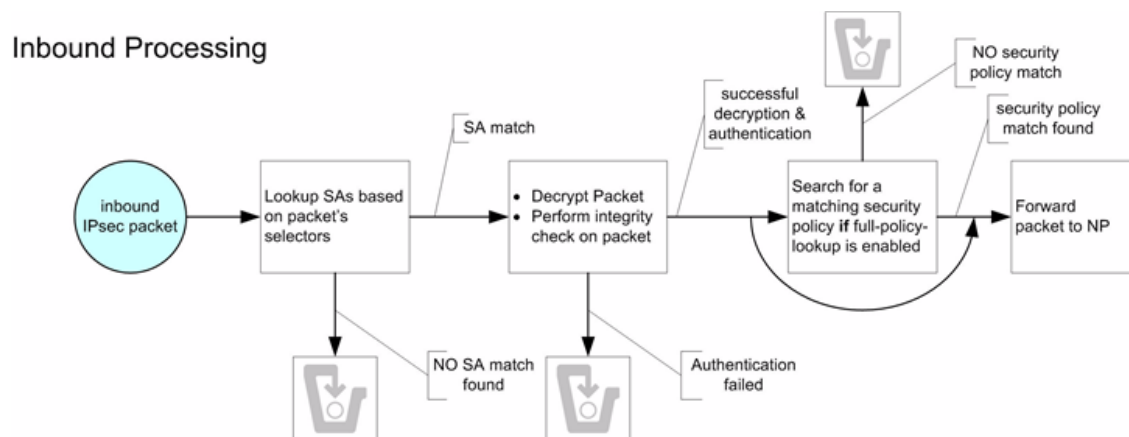 Inbound Processing
inbound
IPsec packet
Lookup SAs based
on packet's
selectors
SA match
NO SA match
found
• Decrypt Packet
• Perform integrity
check on packet
successful
decryption &
authentication
Authentication
failed
Search for a
matching security
policy if full-policy-
lookup is enabled
NO security
policy match
security policy
match found
Forward
packet to NP